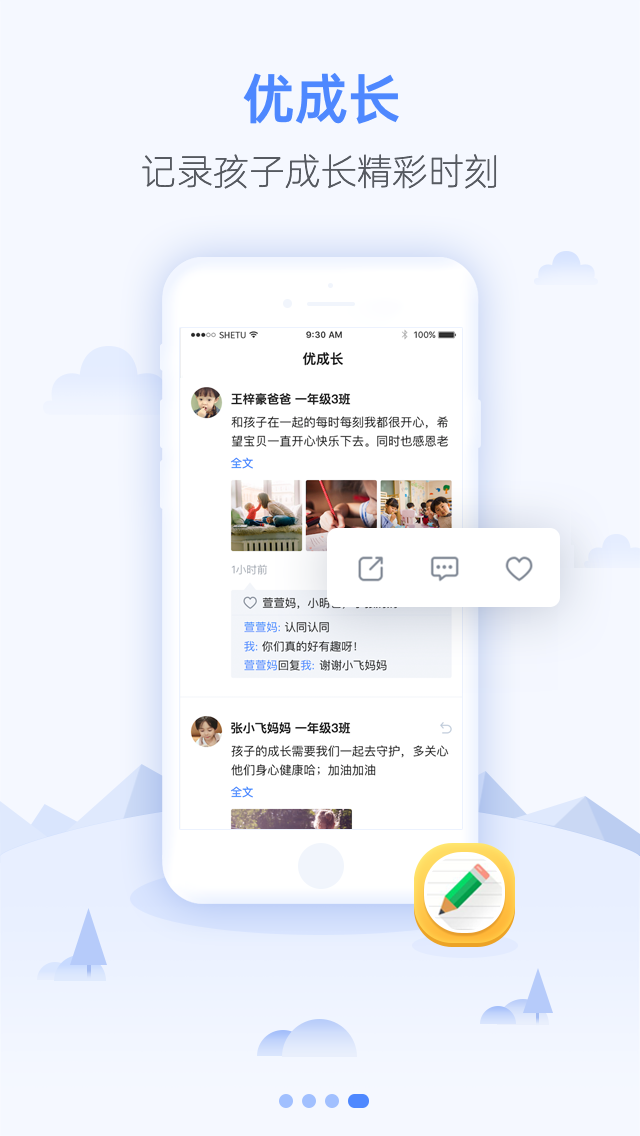 优成长
记录孩子成长精彩时刻
SHETU 9:30 AM 100%
优成长
王梓豪爸爸 一年级3班
和孩子在一起的每时每刻我都很开心，希
望宝贝一直开心快乐下去。同时也感恩老
全文
1小时前
萱萱妈，小明
萱萱妈: 认同认同
我: 你们真的好有趣呀！
萱萱妈回复我: 谢谢小飞妈妈
张小飞妈妈 一年级3班
孩子的成长需要我们一起去守护，多关心
他们身心健康哈；加油加油
全文